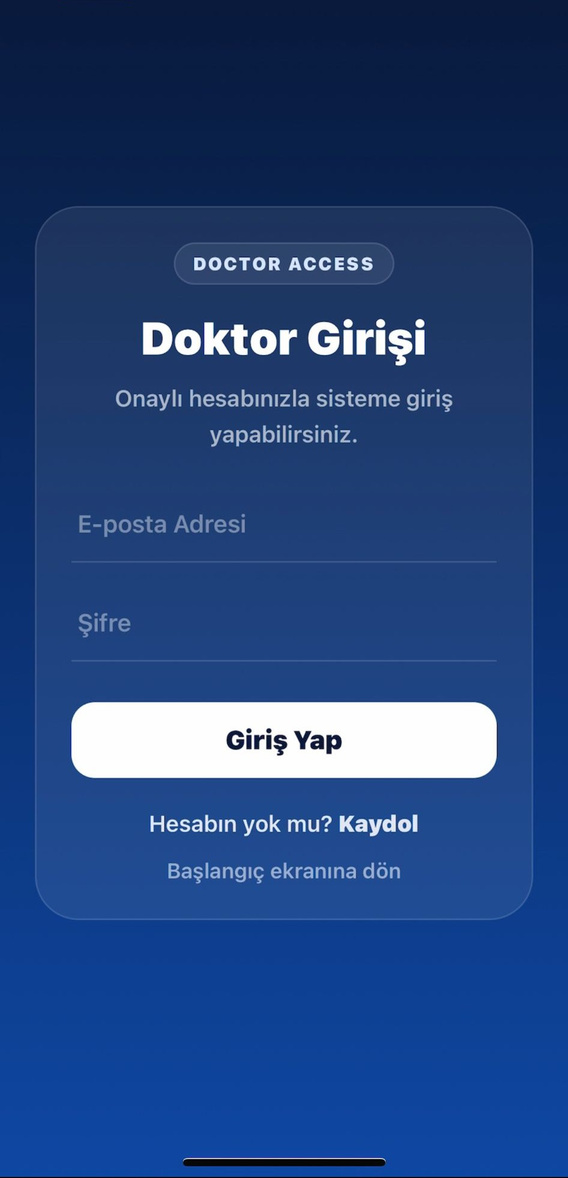 DOCTOR ACCESS
Doktor Girişi
Onaylı hesabınızla sisteme giriş
yapabilirsiniz.
E-posta Adresi
Şifre
Giriş Yap
Hesabın yok mu? Kaydol
Başlangıç ekranına dön